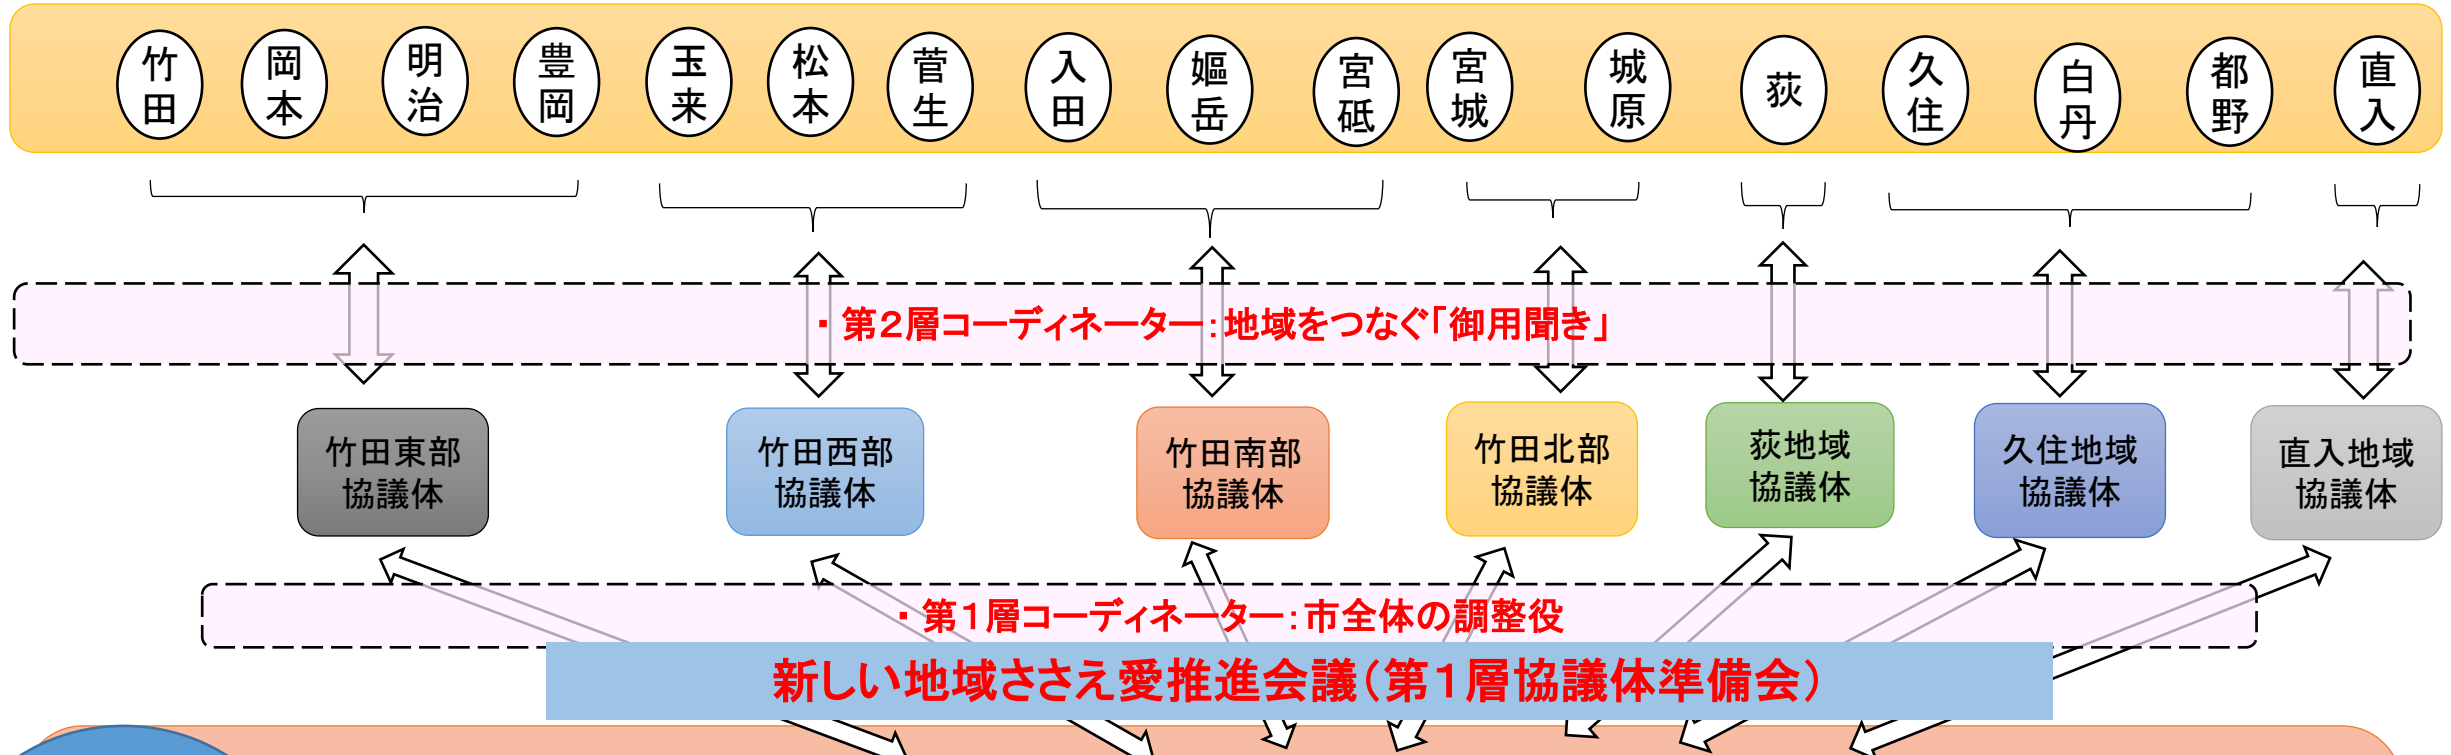 竹田
岡本
明治
豊岡
玉来
松本
菅生
入田
嫗岳
宮砥
宮城
城原
荻
久住
白丹
都野
直入
・第2層コーディネーター：地域をつなぐ「御用聞き」
竹田東部
協議体
竹田西部
協議体
竹田南部
協議体
竹田北部
協議体
荻地域
協議体
久住地域
協議体
直入地域
協議体
・第1層コーディネーター：市全体の調整役
新しい地域ささえ愛推進会議（第1層協議体準備会）